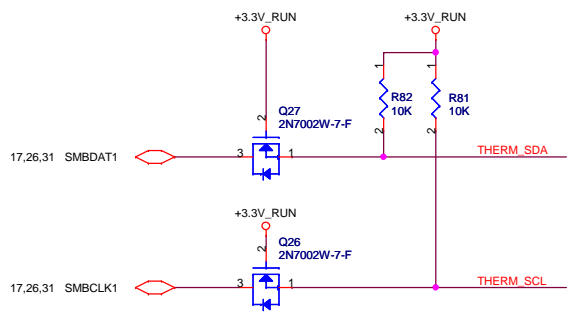 +3.3V_RUN
+3.3V_RUN
Q27
2N7002W-7-F
2
3
1
1
R82
10K
2
1
R81
10K
2
17,26,31 SMBDAT1
THERM_SDA
+3.3V_RUN
Q26
2N7002W-7-F
2
3
1
17,26,31 SMBCLK1
THERM_SCL